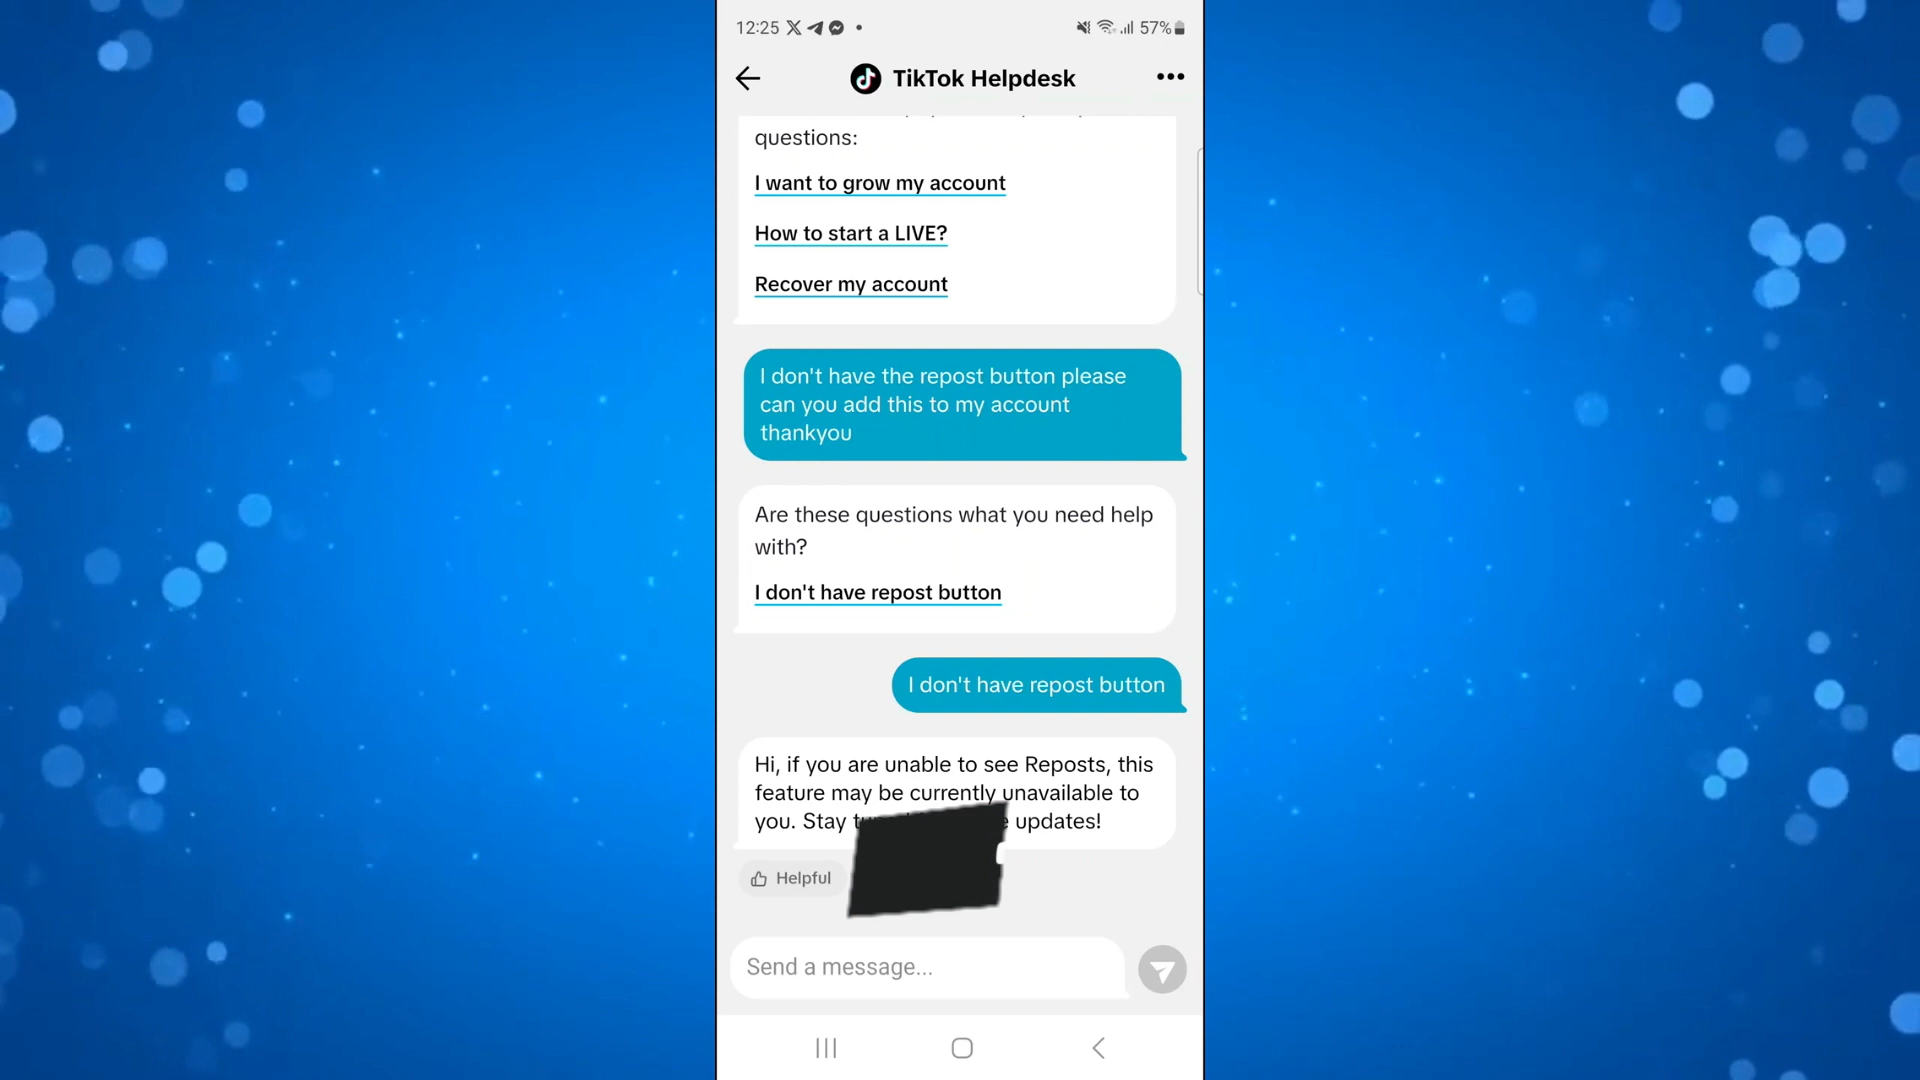 12:25
57%
TikTok Helpdesk
questions:
I want to grow my account
How to start a LIVE?
Recover my account
I don't have the repost button please
can you add this to my account
thankyou
Are these questions what you need help
with?
I don't have repost button
I don't have repost button
Hi, if you are unable to see Reposts, this
feature may be currently unavailable to
you. Stay updates!
Helpful
Send a message...